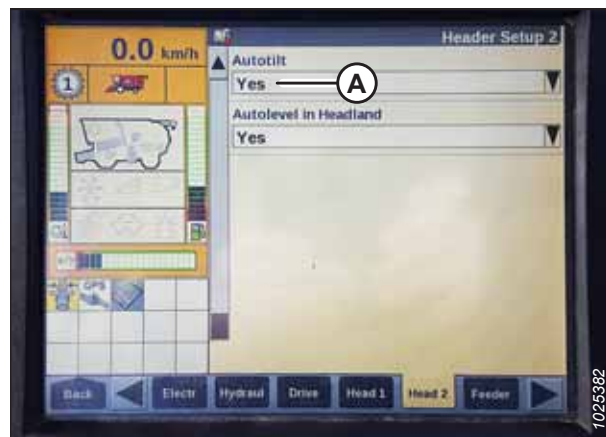 Header Setup 2
0.0 km/h
Autotilt
1
Yes
A
Autolevel in Headland
Yes
Back
Electr
Hydraul
Drive
Head 1
Head 2
Feeder
1025382